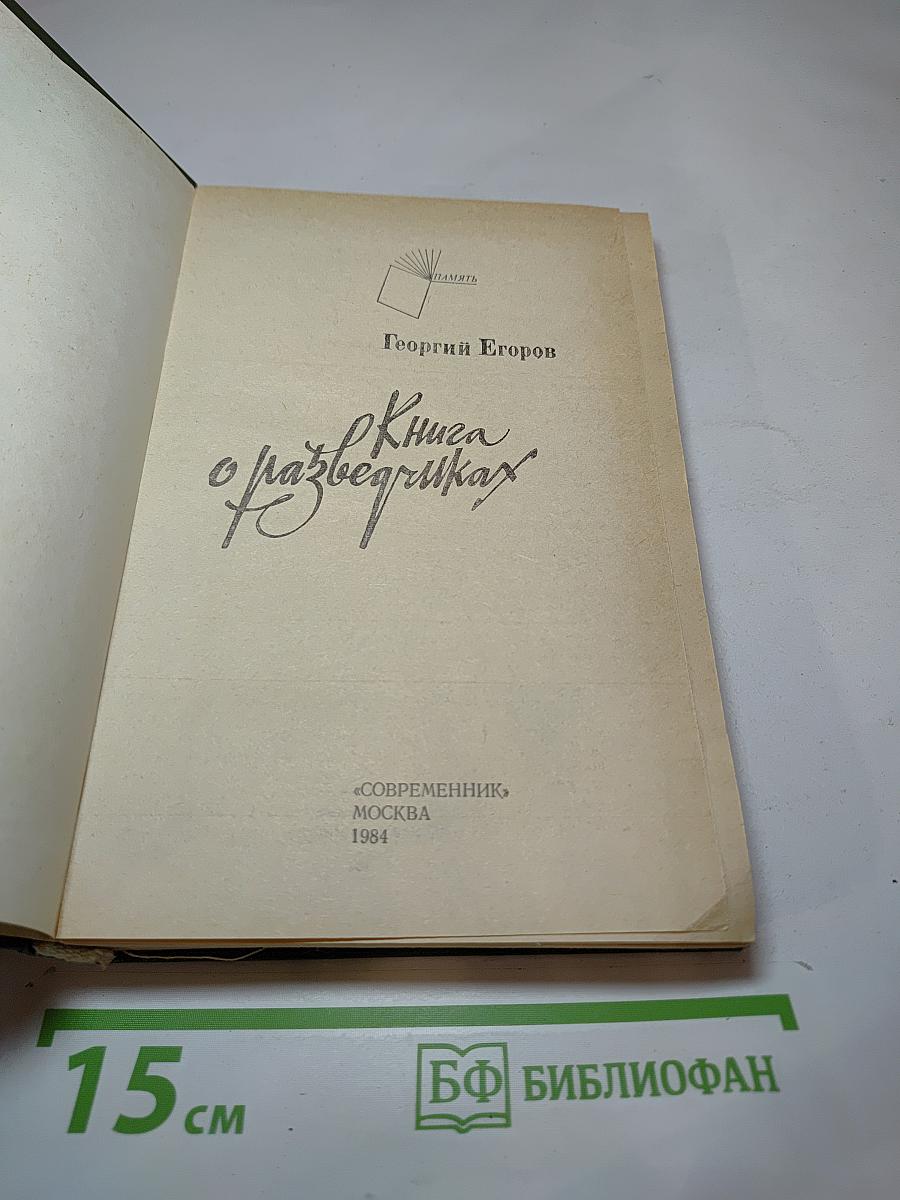 ПАМЯТЬ
Георгий Егоров
Книга
о разведчиках
«СОВРЕМЕННИК»
МОСКВА
1984
15 см
БФ БИБЛИОФАН